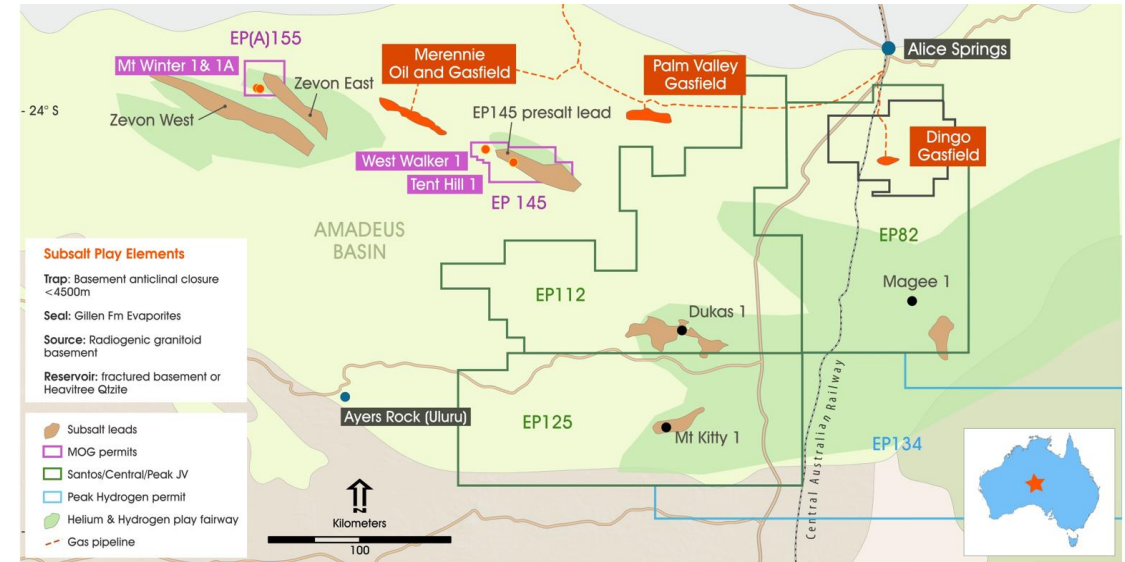 EP(A)155
Mt Winter 1& 1A
Zevon East
Zevon West
- 24° S
Merennie
Oil and Gasfield
Palm Valley
Gasfield
Alice Springs
EP145 presalt lead
Dingo
Gasfield
West Walker 1
Tent Hill 1
EP 145
AMADEUS
BASIN
EP82
Magee 1
EP112
Dukas 1
Subsalt Play Elements
Trap: Basement anticlinal closure
<4500m
Seal: Gillen Fm Evaporites
Source: Radiogenic granitoid
basement
Reservoir: fractured basement or
Heavitree Qtzite
Ayers Rock (Uluru)
EP125
Mt Kitty 1
EP134
Central Australian Railway
Subsalt leads
MOG permits
Santos/Central/Peak JV
Peak Hydrogen permit
Helium & Hydrogen play fairway
Gas pipeline
N
Kilometers
100